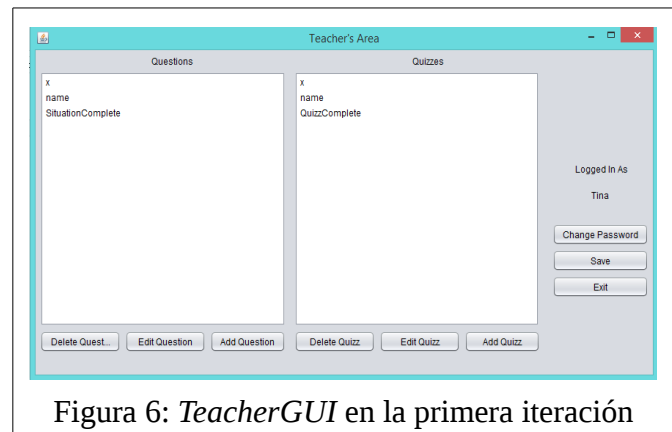 Teacher's Area
Questions
Quizzes
x
name
SituationComplete
x
name
QuizzComplete
Logged In As
Tina
Change Password
Save
Exit
Delete Quest...
Edit Question
Add Question
Delete Quizz
Edit Quizz
Add Quizz
Figura 6: TeacherGUI en la primera iteración